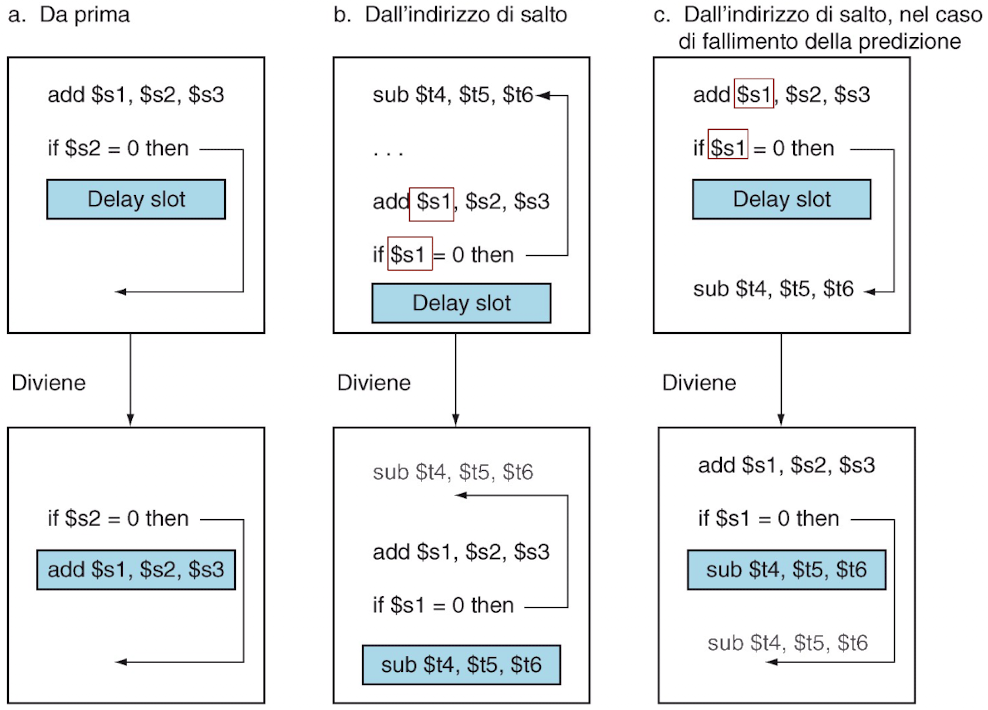 a. Da prima
add $s1, $s2, $s3
if $s2 = 0 then
Delay slot
Diviene
if $s2 = 0 then
add $s1, $s2, $s3
b. Dall'indirizzo di salto
sub $t4, $t5, $t6
. . .
add $s1, $s2, $s3
if $s1 = 0 then
Delay slot
Diviene
sub $t4, $t5, $t6
add $s1, $s2, $s3
if $s1 = 0 then
sub $t4, $t5, $t6
c. Dall'indirizzo di salto, nel caso
di fallimento della predizione
add $s1, $s2, $s3
if $s1 = 0 then
Delay slot
sub $t4, $t5, $t6
Diviene
add $s1, $s2, $s3
if $s1 = 0 then
sub $t4, $t5, $t6
sub $t4, $t5, $t6